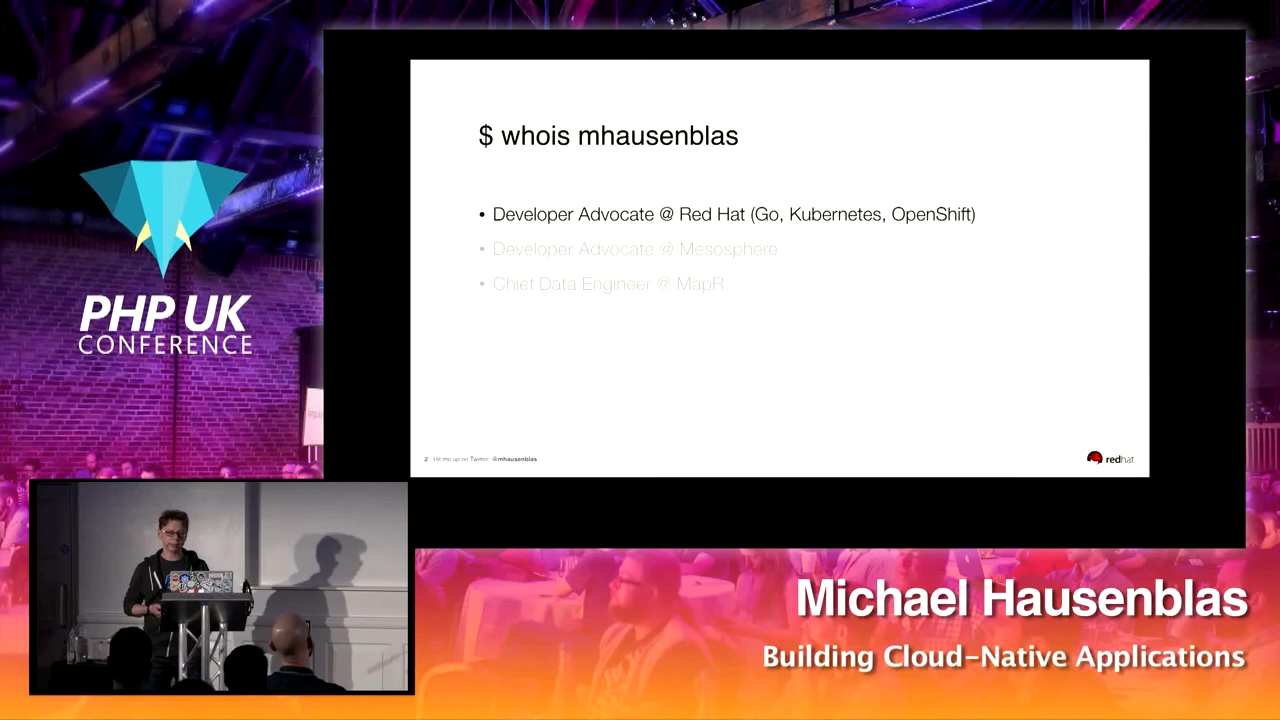 $ whois mhausenblas
• Developer Advocate @ Red Hat (Go, Kubernetes, OpenShift)
• Developer Advocate @ Mesosphere
• Chief Data Engineer @ MapR
2 Hit me up on Twitter: @mhausenblas
redhat
PHP UK
CONFERENCE
Michael Hausenblas
Building Cloud-Native Applications